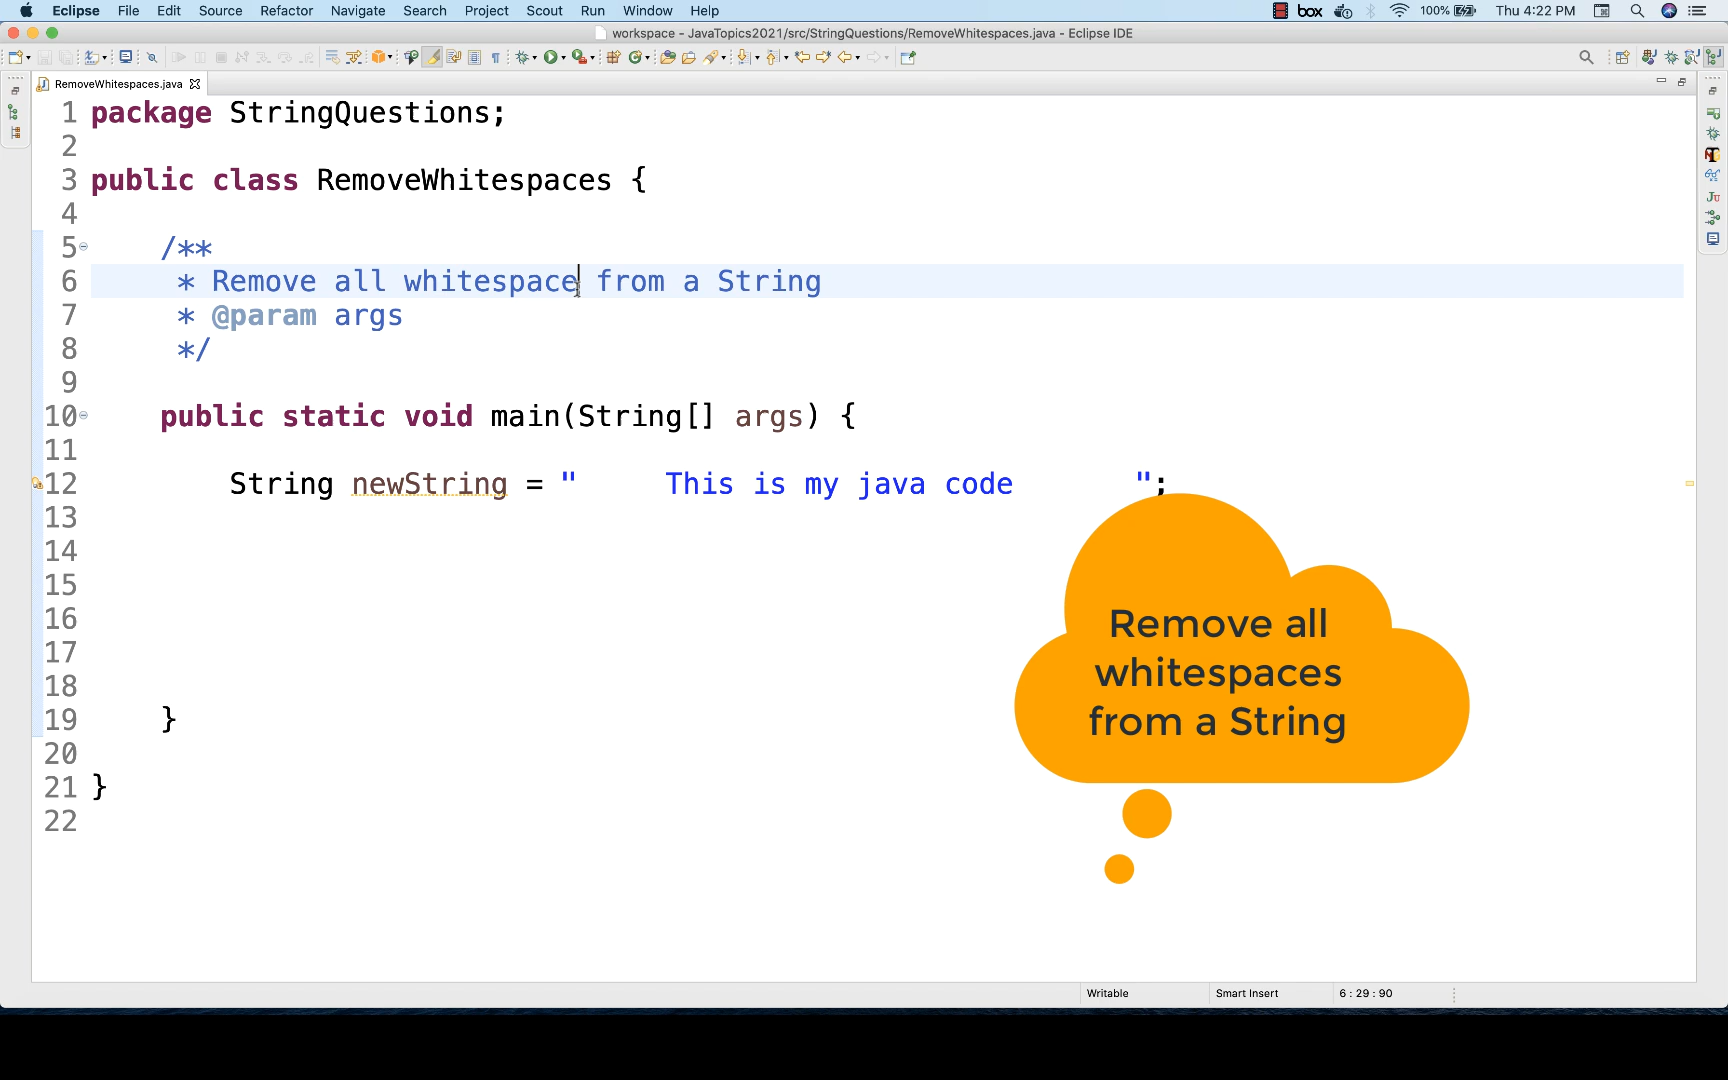 Eclipse File Edit Source Refactor Navigate Search Project Scout Run Window Help box 100% Thu 4:22 PM
workspace - JavaTopics2021/src/StringQuestions/RemoveWhitespaces.java - Eclipse IDE
RemoveWhitespaces.java
1 package StringQuestions;
2
3 public class RemoveWhitespaces {
4
5 /**
6 * Remove all whitespace from a String
7 * @param args
8 */
9
10 public static void main(String[] args) {
11
12 String newString = "     This is my java code       ";
13
14
15
16
17
18
19 }
20
21 }
22
Remove all
whitespaces
from a String
Writable Smart Insert 6 : 29 : 90